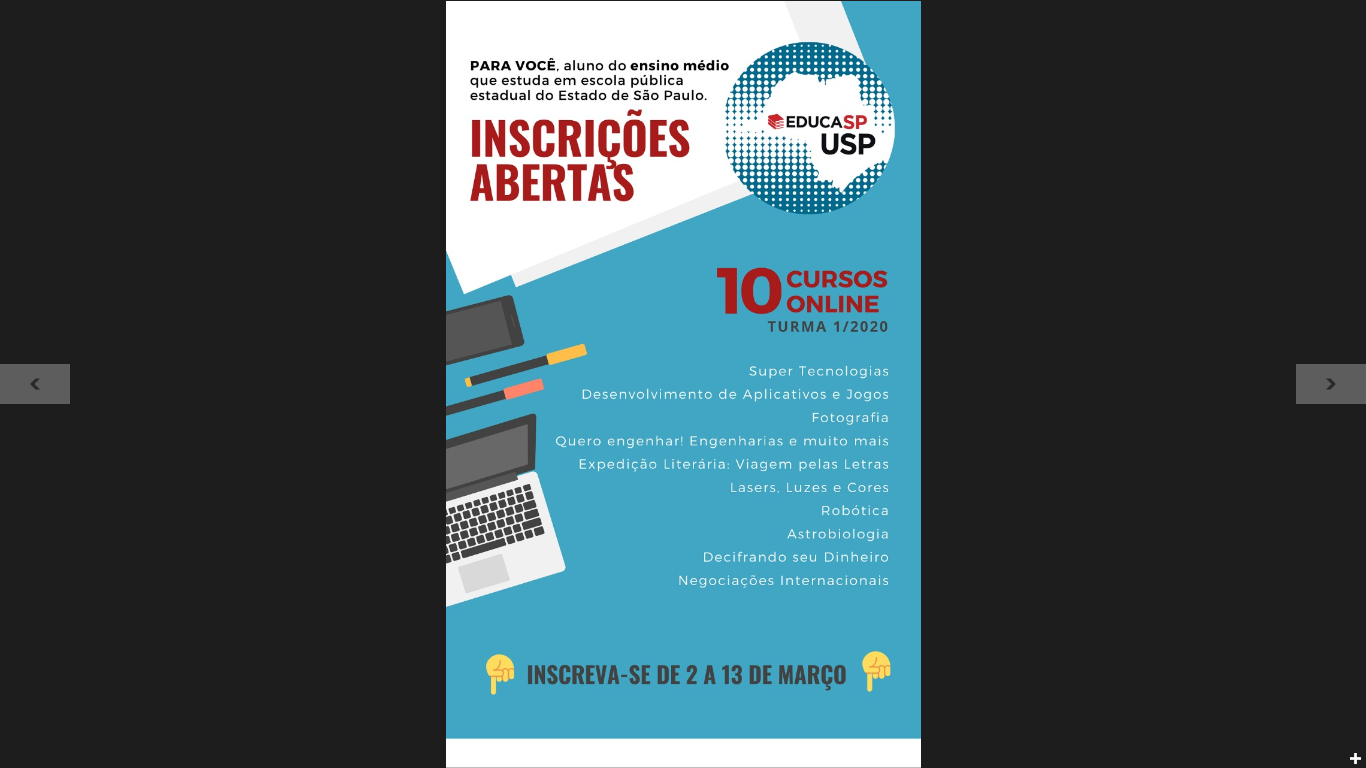 PARA VOCÊ, aluno do ensino médio
que estuda em escola pública
estadual do Estado de São Paulo.
INSCRIÇÕES
ABERTAS
EDUCASP
USP
10 CURSOS
ONLINE
TURMA 1/2020
Super Tecnologias
Desenvolvimento de Aplicativos e Jogos
Fotografia
Quero engenhar! Engenharias e muito mais
Expedição Literária: Viagem pelas Letras
Lasers, Luzes e Cores
Robótica
Astrobiologia
Decifrando seu Dinheiro
Negociações Internacionais
INSCREVA-SE DE 2 A 13 DE MARÇO